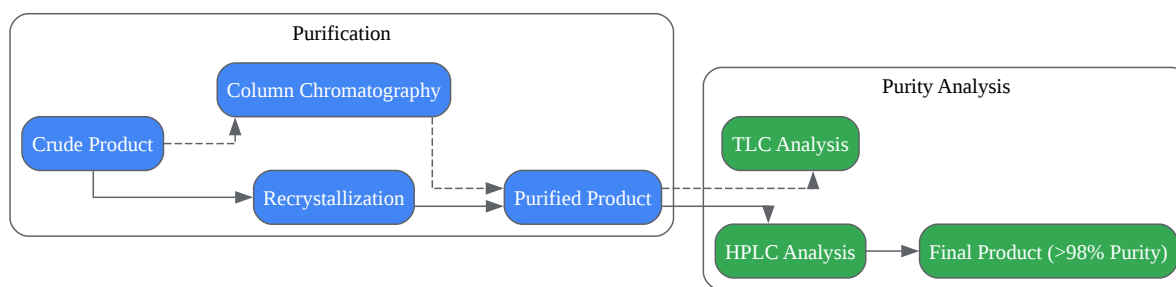 Purification
Column Chromatography
Crude Product
Recrystallization
Purified Product
Purity Analysis
TLC Analysis
HPLC Analysis
Final Product (>98% Purity)